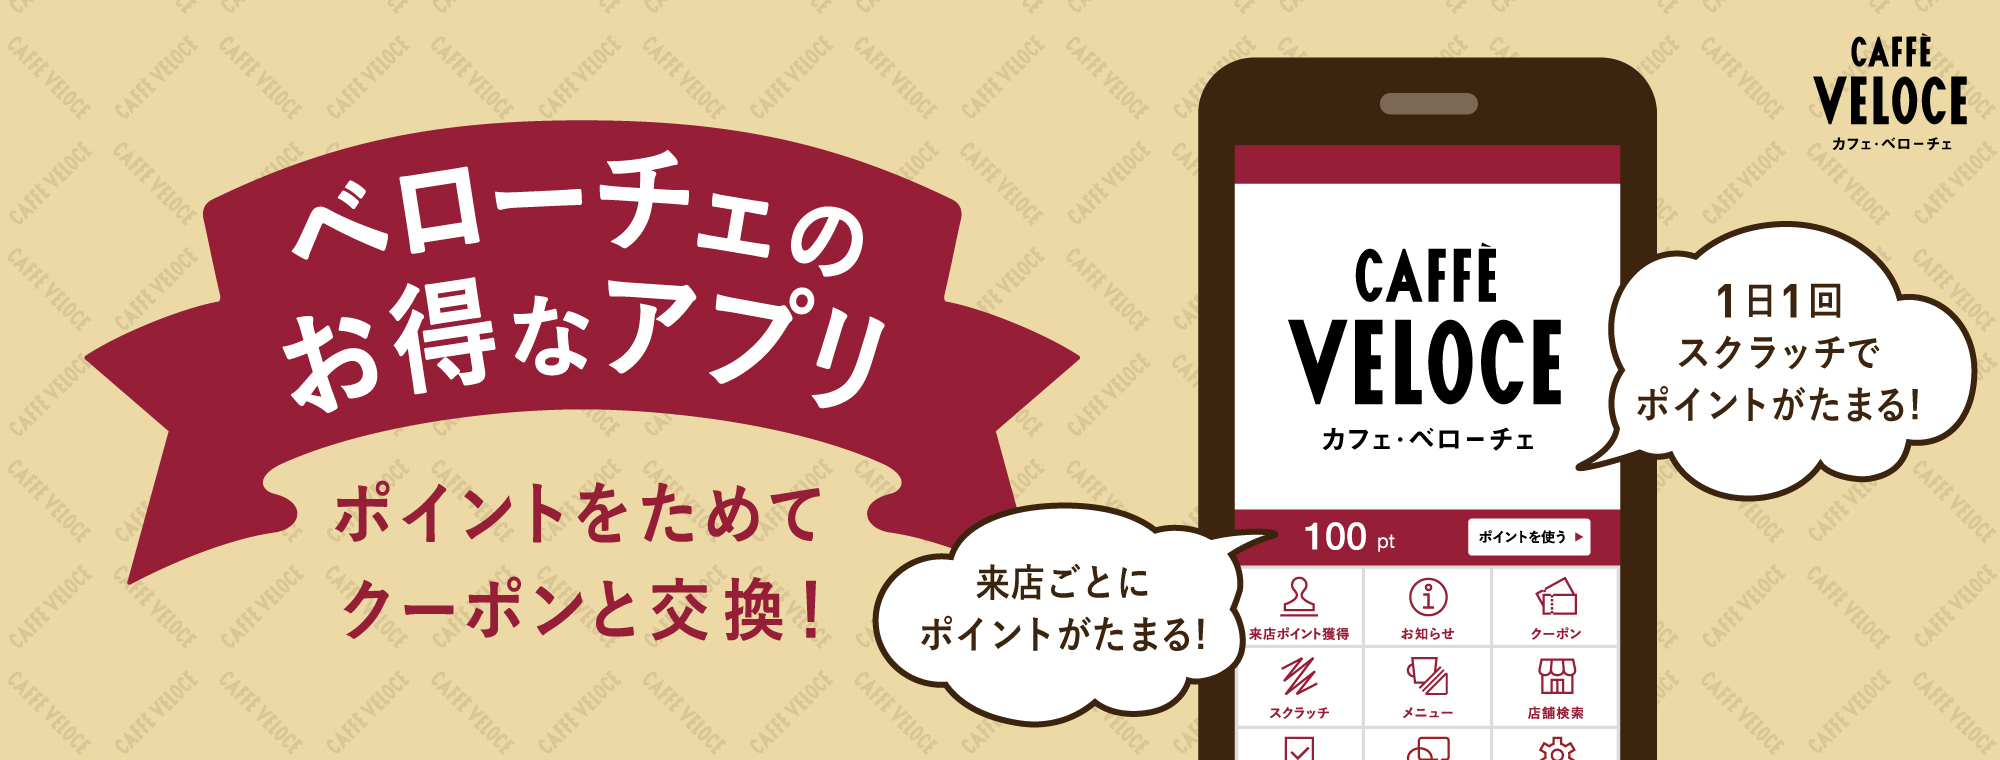 ベローチェの
お得なアプリ
ポイントをためて
クーポンと交換！
CAFFÈ
VELOCE
カフェ・ベローチェ
1日1回
スクラッチで
ポイントがたまる！
CAFFÈ
VELOCE
カフェ・ベローチェ
来店ごとに
ポイントがたまる！
100 pt
ポイントを使う
来店ポイント獲得
お知らせ
クーポン
スクラッチ
メニュー
店舗検索
CAFFE VELOCE